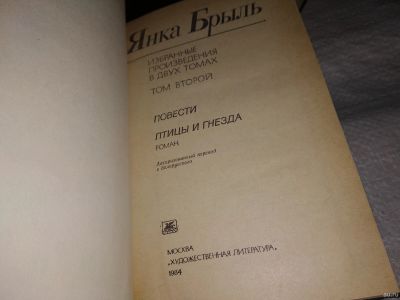 Янка Брыль
ИЗБРАННЫЕ
ПРОИЗВЕДЕНИЯ
В ДВУХ ТОМАХ
ТОМ ВТОРОЙ
ПОВЕСТИ
ПТИЦЫ И ГНЕЗДА
РОМАН
Авторизованный перевод
с белорусского
МОСКВА
„ХУДОЖЕСТВЕННАЯ ЛИТЕРАТУРА"
1984